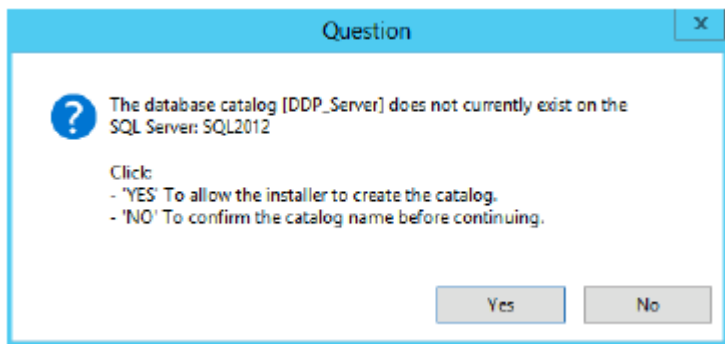 Question
x
?
The database catalog [DDP_Server] does not currently exist on the
SQL Server: SQL2012
Click:
- 'YES' To allow the installer to create the catalog.
- 'NO' To confirm the catalog name before continuing.
Yes
No